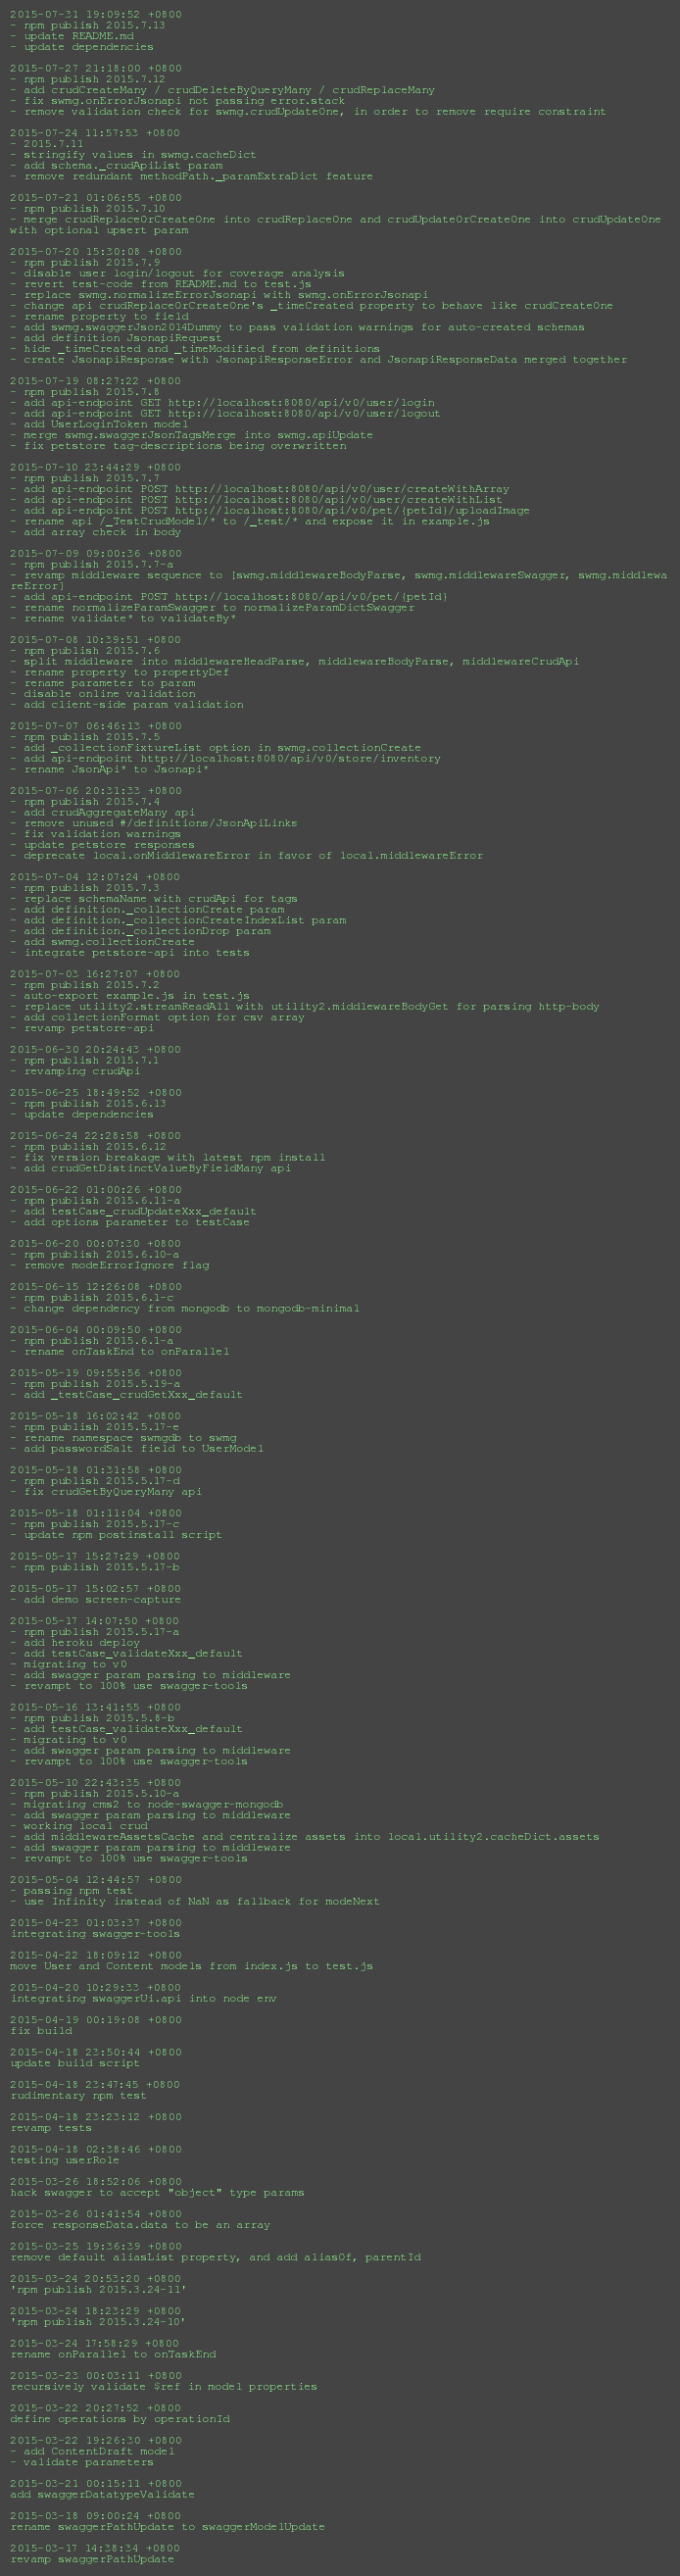 2015-07-31 19:09:52 +0800
- npm publish 2015.7.13
- update README.md
- update dependencies

2015-07-27 21:18:00 +0800
- npm publish 2015.7.12
- add crudCreateMany / crudDeleteByQueryMany / crudReplaceMany
- fix swmg.onErrorJsonapi not passing error.stack
- remove validation check for swmg.crudUpdateOne, in order to remove require constraint

2015-07-24 11:57:53 +0800
- 2015.7.11
- stringify values in swmg.cacheDict
- add schema._crudApiList param
- remove redundant methodPath._paramExtraDict feature

2015-07-21 01:06:55 +0800
- npm publish 2015.7.10
- merge crudReplaceOrCreateOne into crudReplaceOne and crudUpdateOrCreateOne into crudUpdateOne
with optional upsert param

2015-07-20 15:30:08 +0800
- npm publish 2015.7.9
- disable user login/logout for coverage analysis
- revert test-code from README.md to test.js
- replace swmg.normalizeErrorJsonapi with swmg.onErrorJsonapi
- change api crudReplaceOrCreateOne's _timeCreated property to behave like crudCreateOne
- rename property to field
- add swmg.swaggerJson2014Dummy to pass validation warnings for auto-created schemas
- add definition JsonapiRequest
- hide _timeCreated and _timeModified from definitions
- create JsonapiResponse with JsonapiResponseError and JsonapiResponseData merged together

2015-07-19 08:27:22 +0800
- npm publish 2015.7.8
- add api-endpoint GET http://localhost:8080/api/v0/user/login
- add api-endpoint GET http://localhost:8080/api/v0/user/logout
- add UserLoginToken model
- merge swmg.swaggerJsonTagsMerge into swmg.apiUpdate
- fix petstore tag-descriptions being overwritten

2015-07-10 23:44:29 +0800
- npm publish 2015.7.7
- add api-endpoint POST http://localhost:8080/api/v0/user/createWithArray
- add api-endpoint POST http://localhost:8080/api/v0/user/createWithList
- add api-endpoint POST http://localhost:8080/api/v0/pet/{petId}/uploadImage
- rename api /_TestCrudModel/* to /_test/* and expose it in example.js
- add array check in body

2015-07-09 09:00:36 +0800
- npm publish 2015.7.7-a
- revamp middleware sequence to [swmg.middlewareBodyParse, swmg.middlewareSwagger, swmg.middlewa
reError]
- add api-endpoint POST http://localhost:8080/api/v0/pet/{petId}
- rename normalizeParamSwagger to normalizeParamDictSwagger
- rename validate* to validateBy*

2015-07-08 10:39:51 +0800
- npm publish 2015.7.6
- split middleware into middlewareHeadParse, middlewareBodyParse, middlewareCrudApi
- rename property to propertyDef
- rename parameter to param
- disable online validation
- add client-side param validation

2015-07-07 06:46:13 +0800
- npm publish 2015.7.5
- add _collectionFixtureList option in swmg.collectionCreate
- add api-endpoint http://localhost:8080/api/v0/store/inventory
- rename JsonApi* to Jsonapi*

2015-07-06 20:31:33 +0800
- npm publish 2015.7.4
- add crudAggregateMany api
- remove unused #/definitions/JsonApiLinks
- fix validation warnings
- update petstore responses
- deprecate local.onMiddlewareError in favor of local.middlewareError

2015-07-04 12:07:24 +0800
- npm publish 2015.7.3
- replace schemaName with crudApi for tags
- add definition._collectionCreate param
- add definition._collectionCreateIndexList param
- add definition._collectionDrop param
- add swmg.collectionCreate
- integrate petstore-api into tests

2015-07-03 16:27:07 +0800
- npm publish 2015.7.2
- auto-export example.js in test.js
- replace utility2.streamReadAll with utility2.middlewareBodyGet for parsing http-body
- add collectionFormat option for csv array
- revamp petstore-api

2015-06-30 20:24:43 +0800
- npm publish 2015.7.1
- revamping crudApi

2015-06-25 18:49:52 +0800
- npm publish 2015.6.13
- update dependencies

2015-06-24 22:28:58 +0800
- npm publish 2015.6.12
- fix version breakage with latest npm install
- add crudGetDistinctValueByFieldMany api

2015-06-22 01:00:26 +0800
- npm publish 2015.6.11-a
- add testCase_crudUpdateXxx_default
- add options parameter to testCase

2015-06-20 00:07:30 +0800
- npm publish 2015.6.10-a
- remove modeErrorIgnore flag

2015-06-15 12:26:08 +0800
- npm publish 2015.6.1-c
- change dependency from mongodb to mongodb-minimal

2015-06-04 00:09:50 +0800
- npm publish 2015.6.1-a
- rename onTaskEnd to onParallel

2015-05-19 09:55:56 +0800
- npm publish 2015.5.19-a
- add _testCase_crudGetXxx_default

2015-05-18 16:02:42 +0800
- npm publish 2015.5.17-e
- rename namespace swmgdb to swmg
- add passwordSalt field to UserModel

2015-05-18 01:31:58 +0800
- npm publish 2015.5.17-d
- fix crudGetByQueryMany api

2015-05-18 01:11:04 +0800
- npm publish 2015.5.17-c
- update npm postinstall script

2015-05-17 15:27:29 +0800
- npm publish 2015.5.17-b

2015-05-17 15:02:57 +0800
- add demo screen-capture

2015-05-17 14:07:50 +0800
- npm publish 2015.5.17-a
- add heroku deploy
- add testCase_validateXxx_default
- migrating to v0
- add swagger param parsing to middleware
- revampt to 100% use swagger-tools

2015-05-16 13:41:55 +0800
- npm publish 2015.5.8-b
- add testCase_validateXxx_default
- migrating to v0
- add swagger param parsing to middleware
- revampt to 100% use swagger-tools

2015-05-10 22:43:35 +0800
- npm publish 2015.5.10-a
- migrating cms2 to node-swagger-mongodb
- add swagger param parsing to middleware
- working local crud
- add middlewareAssetsCache and centralize assets into local.utility2.cacheDict.assets
- add swagger param parsing to middleware
- revampt to 100% use swagger-tools

2015-05-04 12:44:57 +0800
- passing npm test
- use Infinity instead of NaN as fallback for modeNext

2015-04-23 01:03:37 +0800
integrating swagger-tools

2015-04-22 18:09:12 +0800
move User and Content models from index.js to test.js

2015-04-20 10:29:33 +0800
integrating swaggerUi.api into node env

2015-04-19 00:19:08 +0800
fix build

2015-04-18 23:50:44 +0800
update build script

2015-04-18 23:47:45 +0800
rudimentary npm test

2015-04-18 23:23:12 +0800
revamp tests

2015-04-18 02:38:46 +0800
testing userRole

2015-03-26 18:52:06 +0800
hack swagger to accept "object" type params

2015-03-26 01:41:54 +0800
force responseData.data to be an array

2015-03-25 19:36:39 +0800
remove default aliasList property, and add aliasOf, parentId

2015-03-24 20:53:20 +0800
'npm publish 2015.3.24-11'

2015-03-24 18:23:29 +0800
'npm publish 2015.3.24-10'

2015-03-24 17:58:29 +0800
rename onParallel to onTaskEnd

2015-03-23 00:03:11 +0800
recursively validate $ref in model properties

2015-03-22 20:27:52 +0800
define operations by operationId

2015-03-22 19:26:30 +0800
- add ContentDraft model
- validate parameters

2015-03-21 00:15:11 +0800
add swaggerDatatypeValidate

2015-03-18 09:00:24 +0800
rename swaggerPathUpdate to swaggerModelUpdate

2015-03-17 14:38:34 +0800
revamp swaggerPathUpdate